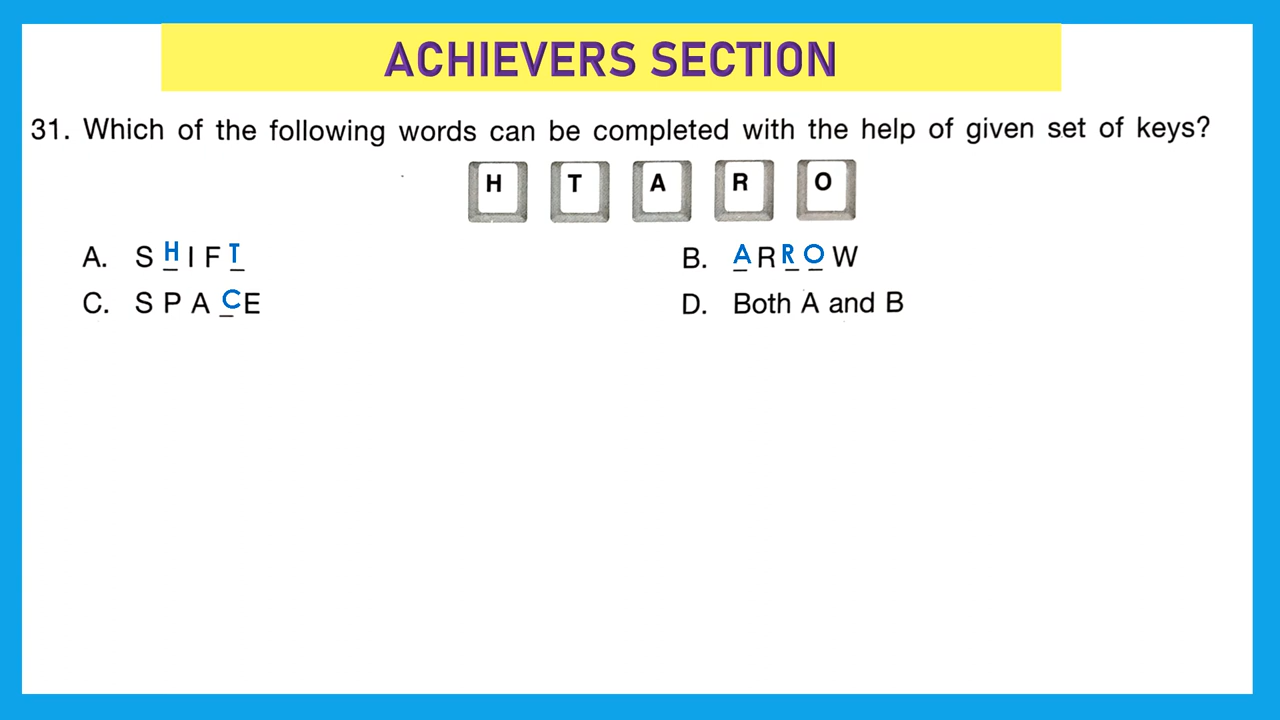 ACHIEVERS SECTION
31. Which of the following words can be completed with the help of given set of keys?
H T A R O
A. S H I F T B. A R R O W
C. S P A C E D. Both A and B